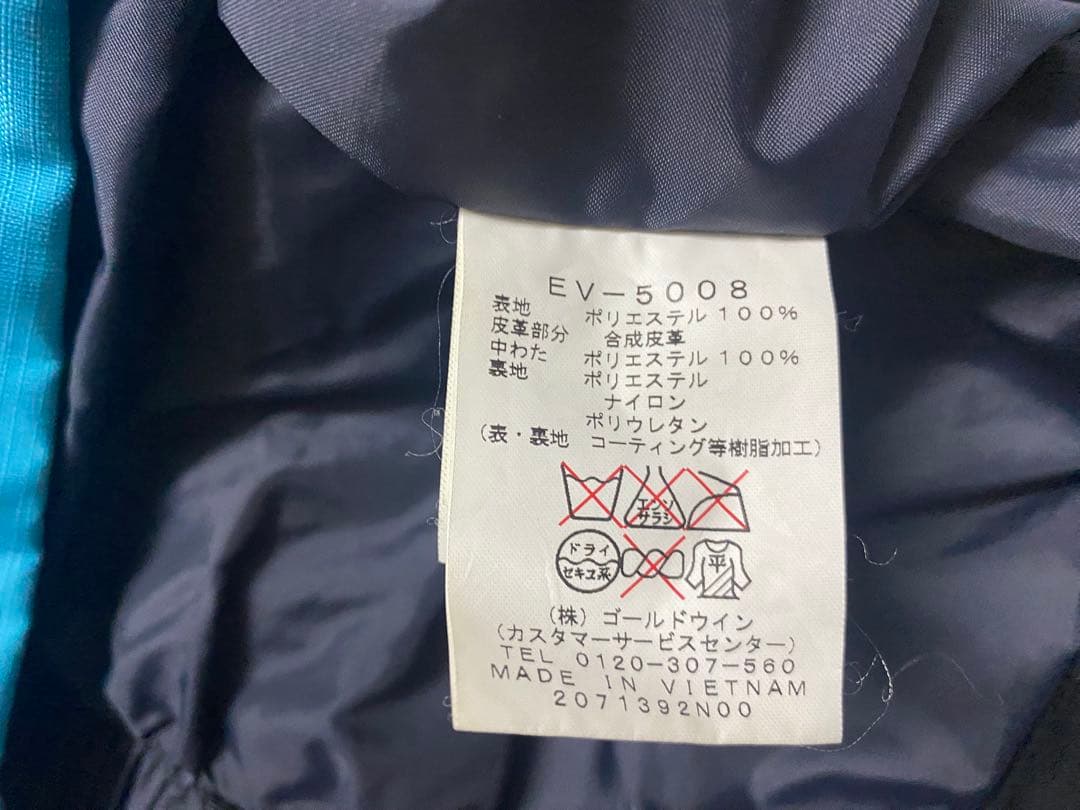 EV-5008
表地 ポリエステル 100%
皮革部分 合成皮革
中わた ポリエステル 100%
裏地 ポリエステル
ナイロン
ポリウレタン
(表・裏地 コーティング等樹脂加工)
エンソ
サラシ
ドライ
セキユ系
平
(株) ゴールドウイン
(カスタマーサービスセンター)
TEL 0120-307-560
MADE IN VIETNAM
2071392N00